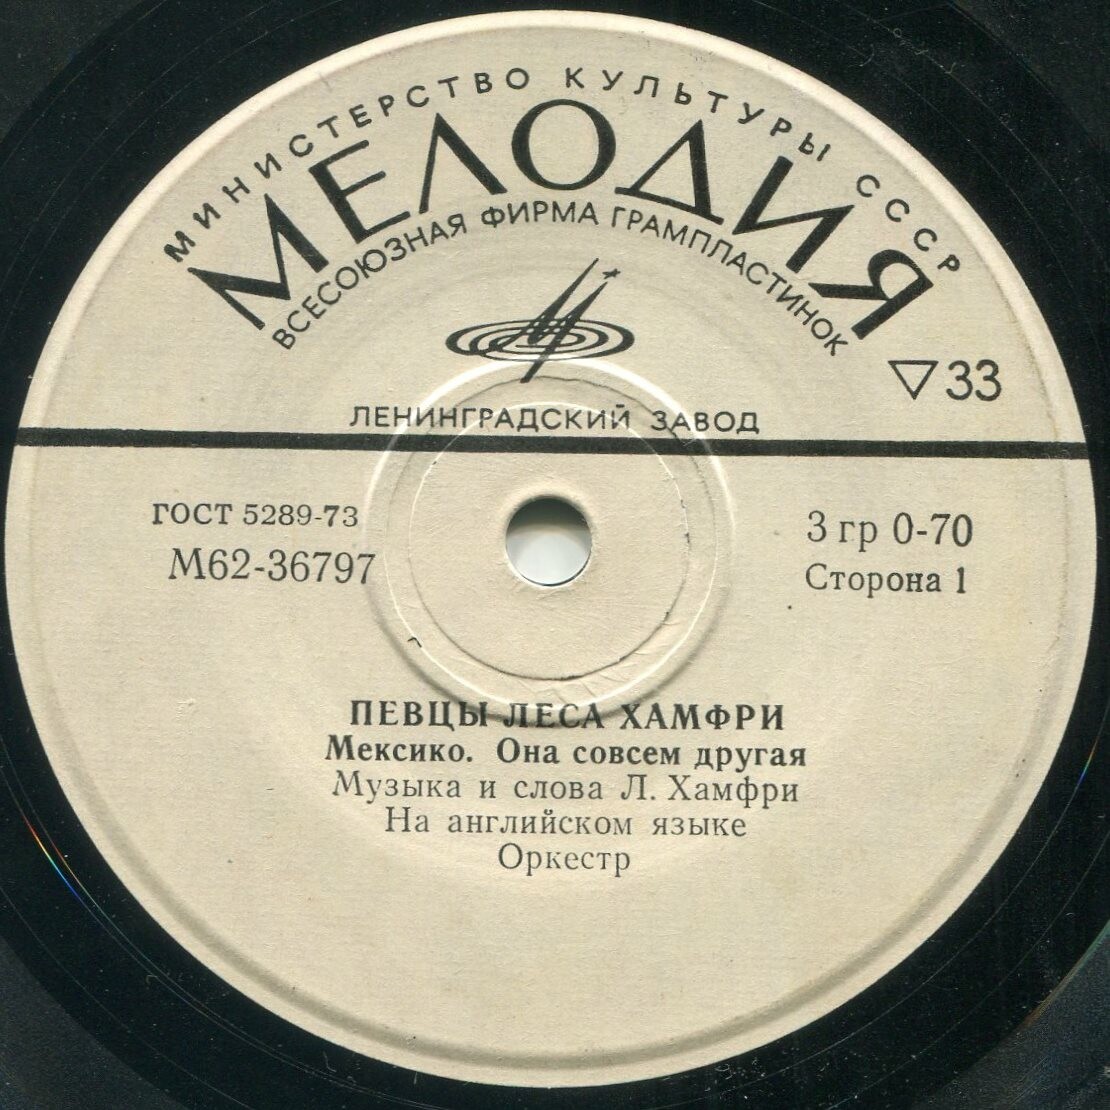 МИНИСТЕРСТВО КУЛЬТУРЫ СССР
МЕЛОДИЯ
ВСЕСОЮЗНАЯ ФИРМА ГРАМПЛАСТИНОК
▽33
ЛЕНИНГРАДСКИЙ ЗАВОД
ГОСТ 5289-73
М62-36797
3 гр 0-70
Сторона 1
ПЕВЦЫ ЛЕСА ХАМФРИ
Мексико. Она совсем другая
Музыка и слова Л. Хамфри
На английском языке
Оркестр